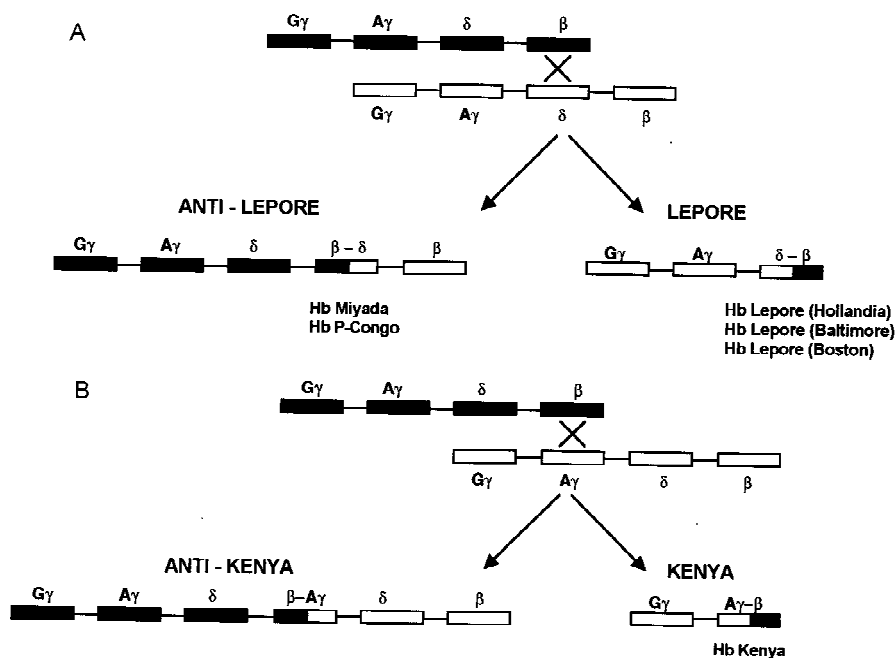 A
Gγ Aγ δ β
Gγ Aγ δ β
ANTI - LEPORE
LEPORE
Gγ Aγ δ β – δ β
Gγ Aγ δ – β
Hb Miyada
Hb P-Congo
Hb Lepore (Hollandia)
Hb Lepore (Baltimore)
Hb Lepore (Boston)
B
Gγ Aγ δ β
Gγ Aγ δ β
ANTI - KENYA
KENYA
Gγ Aγ δ β–Aγ δ β
Gγ Aγ–β
Hb Kenya